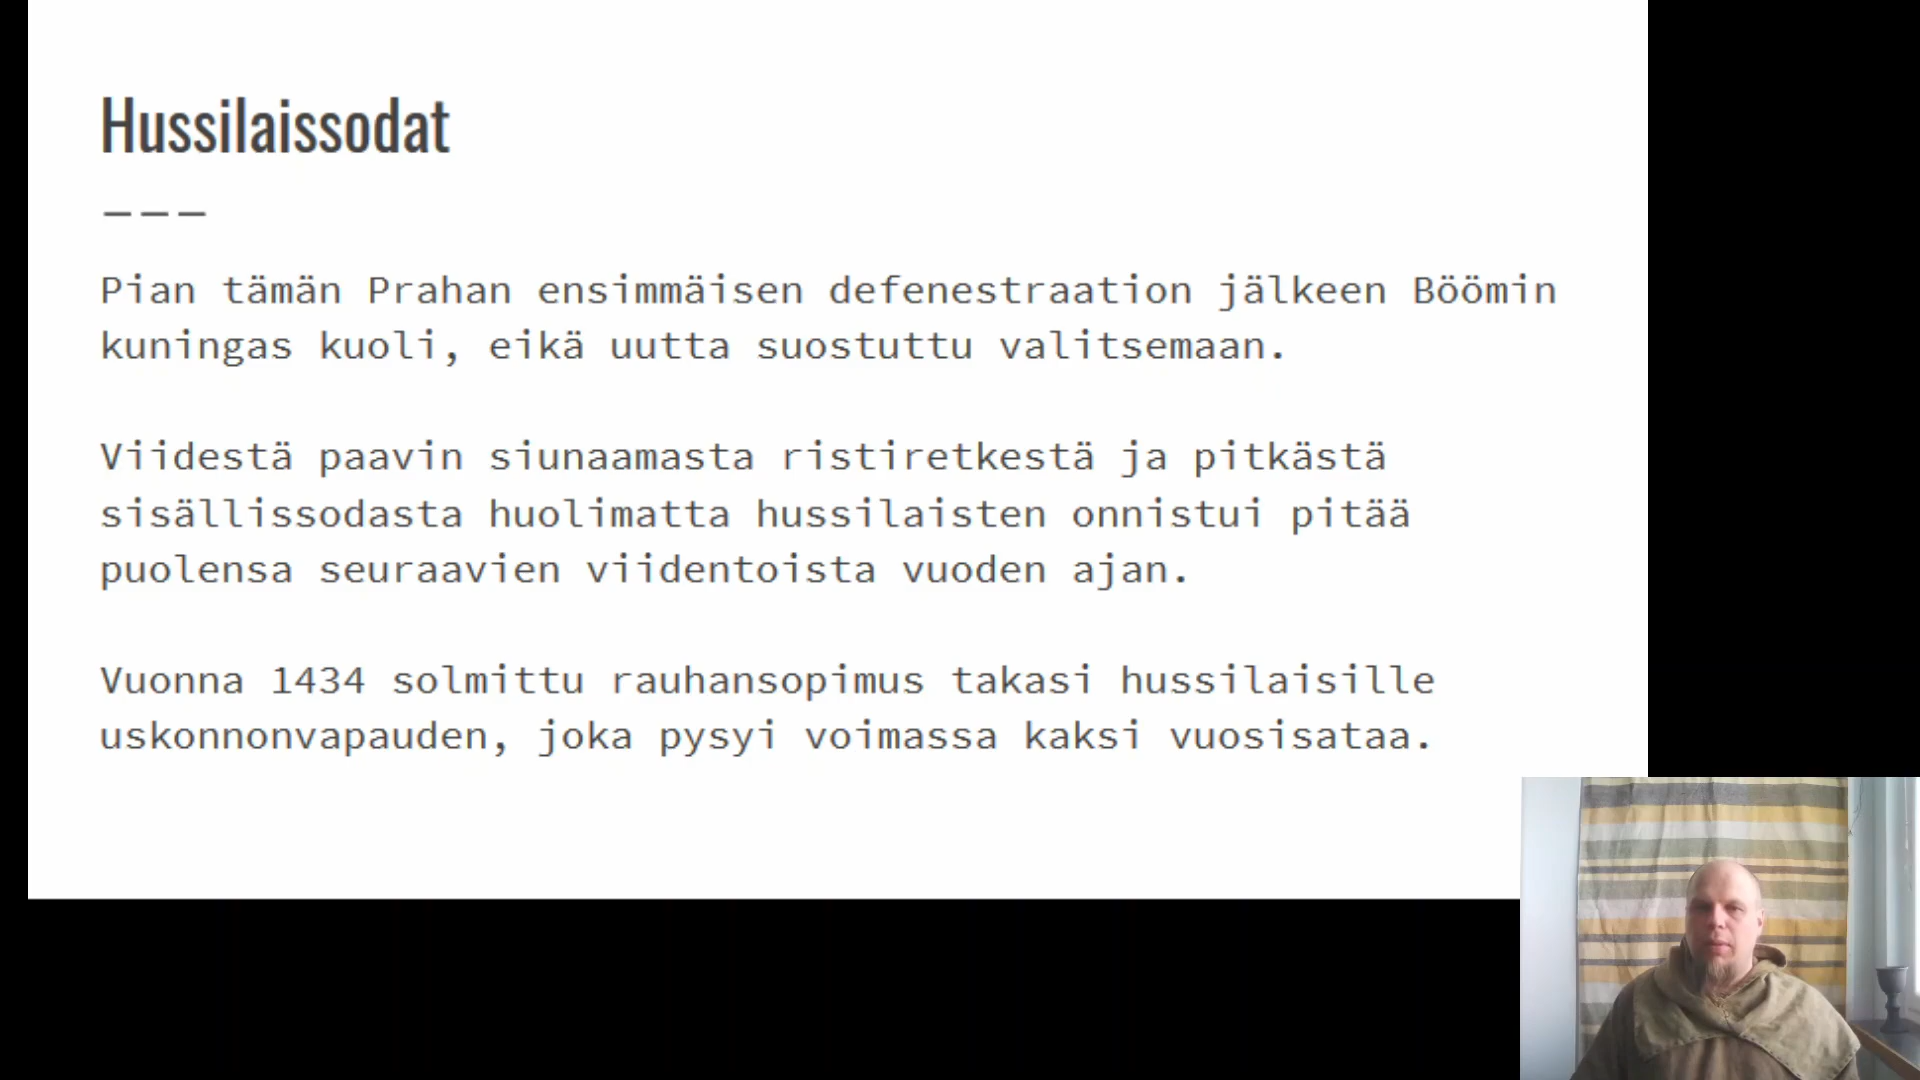 Hussilaissodat
———
Pian tämän Prahan ensimmäisen defenestraation jälkeen Böömin
kuningas kuoli, eikä uutta suostuttu valitsemaan.
Viidestä paavin siunaamasta ristiretkestä ja pitkästä
sisällissodasta huolimatta hussilaisten onnistui pitää
puolensa seuraavien viidentoista vuoden ajan.
Vuonna 1434 solmittu rauhansopimus takasi hussilaisille
uskonnonvapauden, joka pysyi voimassa kaksi vuosisataa.